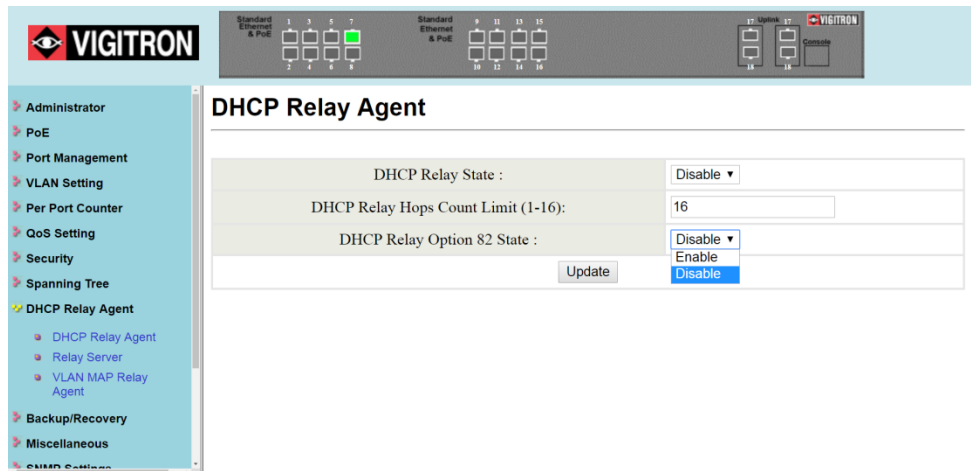 VIGITRON
Standard Ethernet & PoE
1 3 5 7
2 4 6 8
Standard Ethernet & PoE
9 11 13 15
10 12 14 16
17 Uplink 17
18 18
VIGITRON
Console
Administrator
PoE
Port Management
VLAN Setting
Per Port Counter
QoS Setting
Security
Spanning Tree
DHCP Relay Agent
DHCP Relay Agent
Relay Server
VLAN MAP Relay
Agent
Backup/Recovery
Miscellaneous
SNMP Settings
DHCP Relay Agent
DHCP Relay State : Disable
DHCP Relay Hops Count Limit (1-16): 16
DHCP Relay Option 82 State : Disable
Enable
Disable
Update